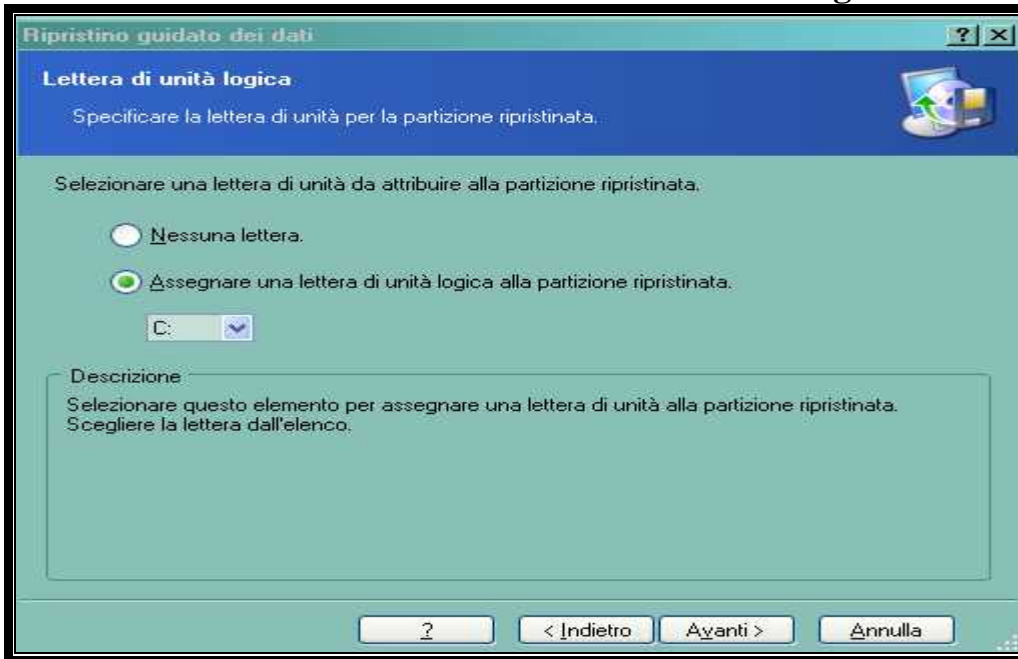 Ripristino guidato dei dati
Lettera di unità logica
Specificare la lettera di unità per la partizione ripristinata.
Selezionare una lettera di unità da attribuire alla partizione ripristinata.
Nessuna lettera.
Assegnare una lettera di unità logica alla partizione ripristinata.
C:
Descrizione
Selezionare questo elemento per assegnare una lettera di unità alla partizione ripristinata.
Scegliere la lettera dall'elenco.
? < Indietro Avanti > Annulla